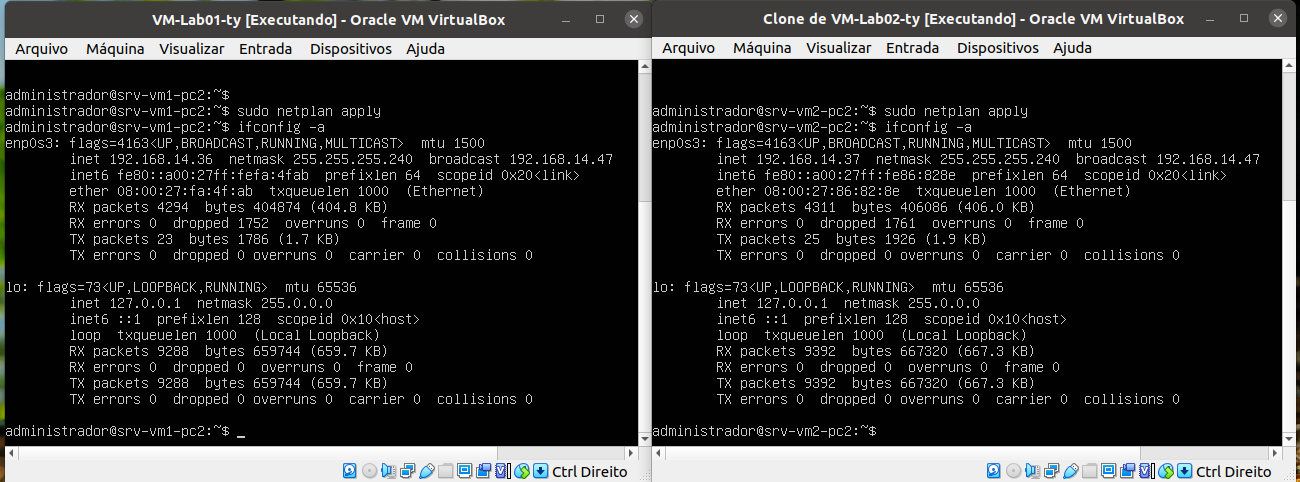 VM-Lab01-ty [Executando] - Oracle VM VirtualBox
Arquivo Máquina Visualizar Entrada Dispositivos Ajuda
administrador@srv-vm1-pc2:~$
administrador@srv-vm1-pc2:~$ sudo netplan apply
administrador@srv-vm1-pc2:~$ ifconfig -a
enp0s3: flags=4163<UP,BROADCAST,RUNNING,MULTICAST>  mtu 1500
        inet 192.168.14.36  netmask 255.255.255.240  broadcast 192.168.14.47
        inet6 fe80::a00:27ff:fefa:4fab  prefixlen 64  scopeid 0x20<link>
        ether 08:00:27:fa:4f:ab  txqueuelen 1000  (Ethernet)
        RX packets 4294  bytes 404874 (404.8 KB)
        RX errors 0  dropped 1752  overruns 0  frame 0
        TX packets 23  bytes 1786 (1.7 KB)
        TX errors 0  dropped 0 overruns 0  carrier 0  collisions 0
lo: flags=73<UP,LOOPBACK,RUNNING>  mtu 65536
        inet 127.0.0.1  netmask 255.0.0.0
        inet6 ::1  prefixlen 128  scopeid 0x10<host>
        loop  txqueuelen 1000  (Local Loopback)
        RX packets 9288  bytes 659744 (659.7 KB)
        RX errors 0  dropped 0  overruns 0  frame 0
        TX packets 9288  bytes 659744 (659.7 KB)
        TX errors 0  dropped 0 overruns 0  carrier 0  collisions 0
administrador@srv-vm1-pc2:~$ _
Ctrl Direito
Clone de VM-Lab02-ty [Executando] - Oracle VM VirtualBox
Arquivo Máquina Visualizar Entrada Dispositivos Ajuda
administrador@srv-vm2-pc2:~$ sudo netplan apply
administrador@srv-vm2-pc2:~$ ifconfig -a
enp0s3: flags=4163<UP,BROADCAST,RUNNING,MULTICAST>  mtu 1500
        inet 192.168.14.37  netmask 255.255.255.240  broadcast 192.168.14.47
        inet6 fe80::a00:27ff:fe86:828e  prefixlen 64  scopeid 0x20<link>
        ether 08:00:27:86:82:8e  txqueuelen 1000  (Ethernet)
        RX packets 4311  bytes 406086 (406.0 KB)
        RX errors 0  dropped 1761  overruns 0  frame 0
        TX packets 25  bytes 1926 (1.9 KB)
        TX errors 0  dropped 0 overruns 0  carrier 0  collisions 0
lo: flags=73<UP,LOOPBACK,RUNNING>  mtu 65536
        inet 127.0.0.1  netmask 255.0.0.0
        inet6 ::1  prefixlen 128  scopeid 0x10<host>
        loop  txqueuelen 1000  (Local Loopback)
        RX packets 9392  bytes 667320 (667.3 KB)
        RX errors 0  dropped 0  overruns 0  frame 0
        TX packets 9392  bytes 667320 (667.3 KB)
        TX errors 0  dropped 0 overruns 0  carrier 0  collisions 0
administrador@srv-vm2-pc2:~$
Ctrl Direito